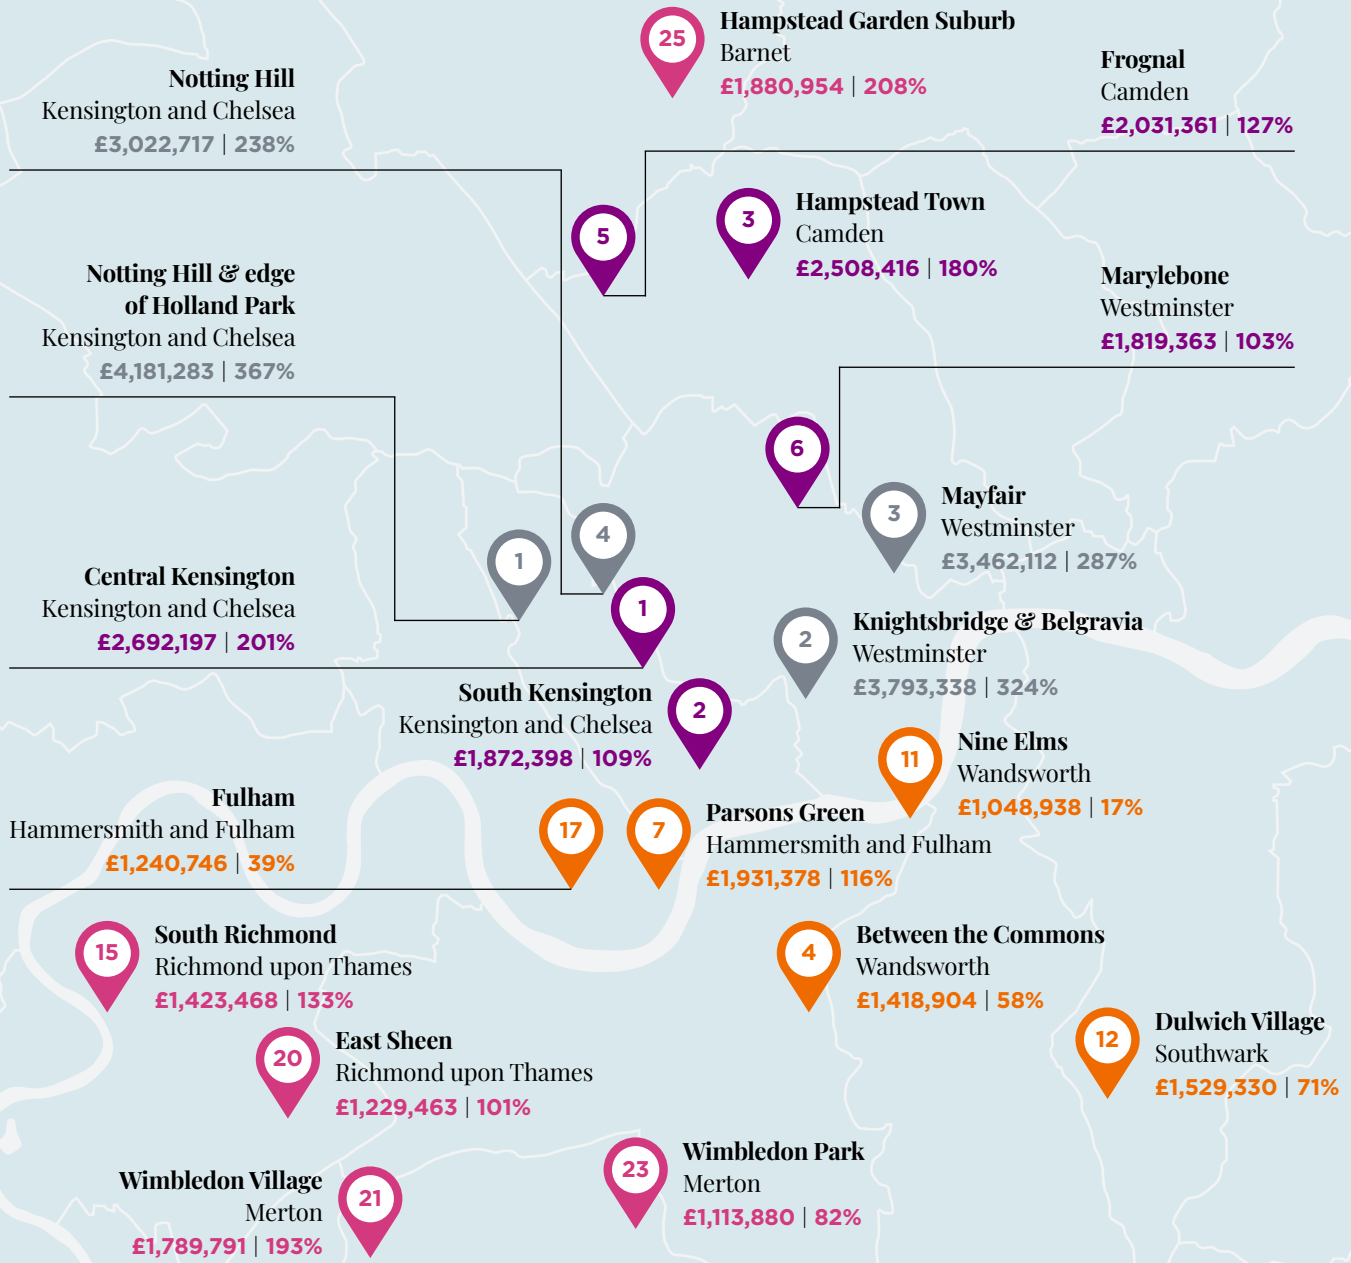 25
Hampstead Garden Suburb
Barnet
£1,880,954 | 208%
Frognal
Camden
£2,031,361 | 127%
Notting Hill
Kensington and Chelsea
£3,022,717 | 238%
5
3
Hampstead Town
Camden
£2,508,416 | 180%
Notting Hill & edge
of Holland Park
Kensington and Chelsea
£4,181,283 | 367%
Marylebone
Westminster
£1,819,363 | 103%
6
3
Mayfair
Westminster
£3,462,112 | 287%
1
4
Central Kensington
Kensington and Chelsea
£2,692,197 | 201%
1
2
Knightsbridge & Belgravia
Westminster
£3,793,338 | 324%
South Kensington
Kensington and Chelsea
£1,872,398 | 109%
2
11
Nine Elms
Wandsworth
£1,048,938 | 17%
Fulham
Hammersmith and Fulham
£1,240,746 | 39%
17
7
Parsons Green
Hammersmith and Fulham
£1,931,378 | 116%
15
South Richmond
Richmond upon Thames
£1,423,468 | 133%
4
Between the Commons
Wandsworth
£1,418,904 | 58%
20
East Sheen
Richmond upon Thames
£1,229,463 | 101%
12
Dulwich Village
Southwark
£1,529,330 | 71%
Wimbledon Village
Merton
£1,789,791 | 193%
21
23
Wimbledon Park
Merton
£1,113,880 | 82%